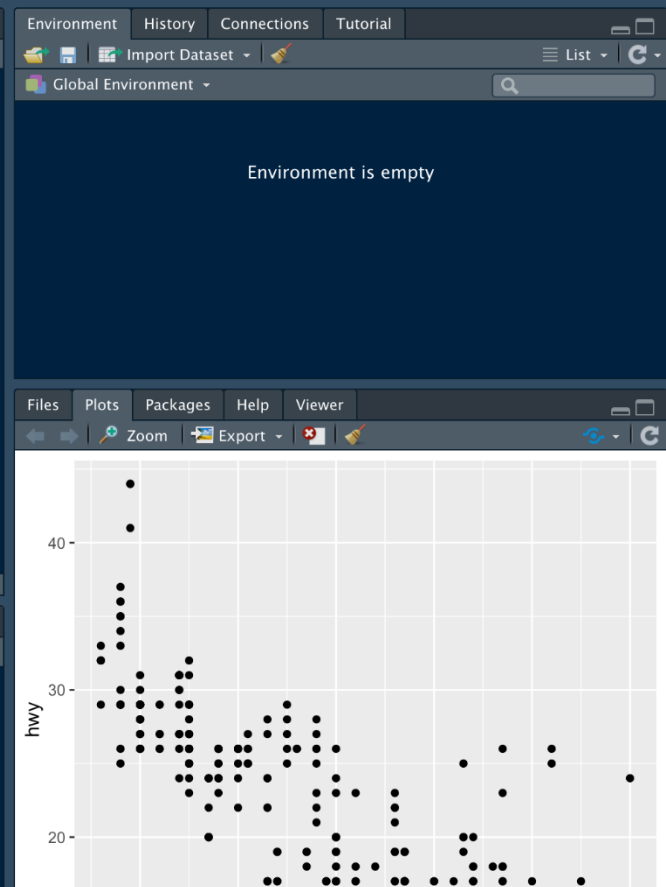 Environment History Connections Tutorial
Import Dataset List
Global Environment
Environment is empty
Files Plots Packages Help Viewer
Zoom Export
40
30
hwy
20